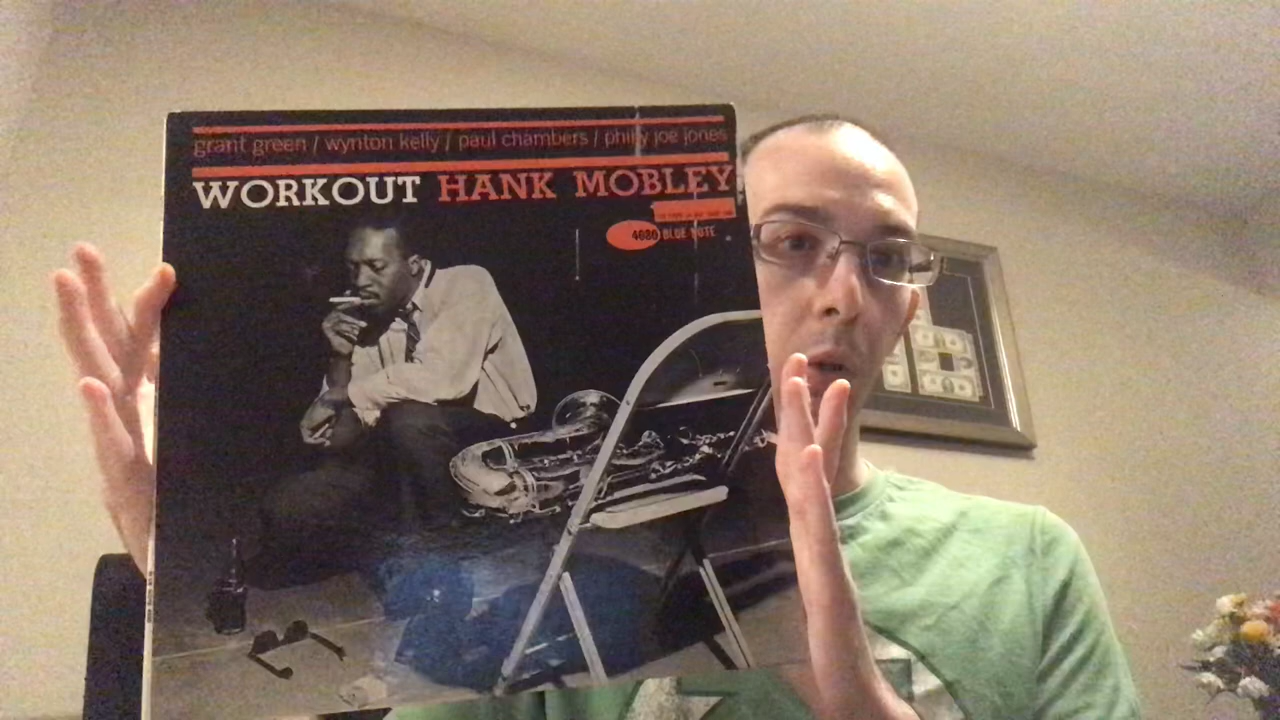 grant green / wynton kelly / paul chambers / philly joe jones
WORKOUT HANK MOBLEY
4080 BLUE NOTE